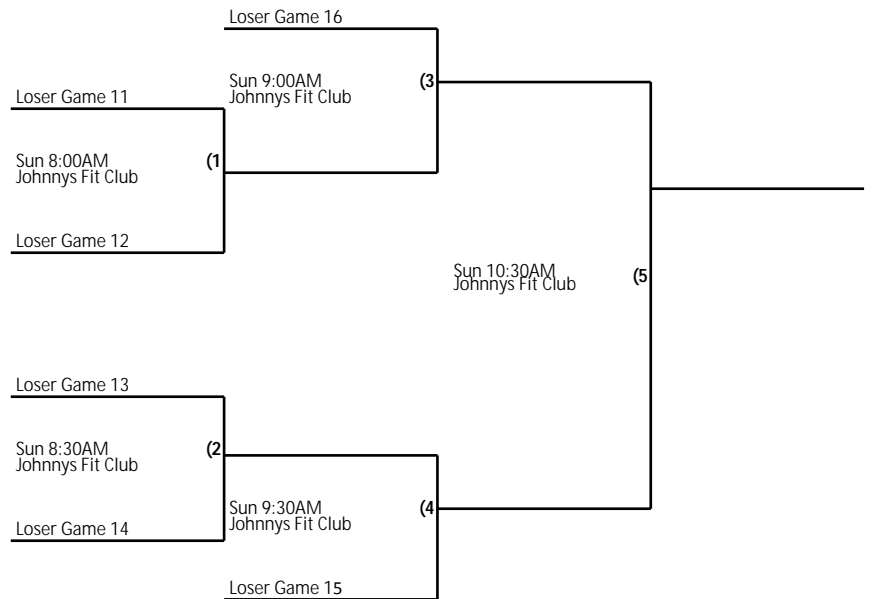 Loser Game 16
Sun 9:00AM
Johnnys Fit Club
(3
Loser Game 11
Sun 8:00AM
Johnnys Fit Club
(1
Loser Game 12
Sun 10:30AM
Johnnys Fit Club
(5
Loser Game 13
Sun 8:30AM
Johnnys Fit Club
(2
Sun 9:30AM
Johnnys Fit Club
(4
Loser Game 14
Loser Game 15